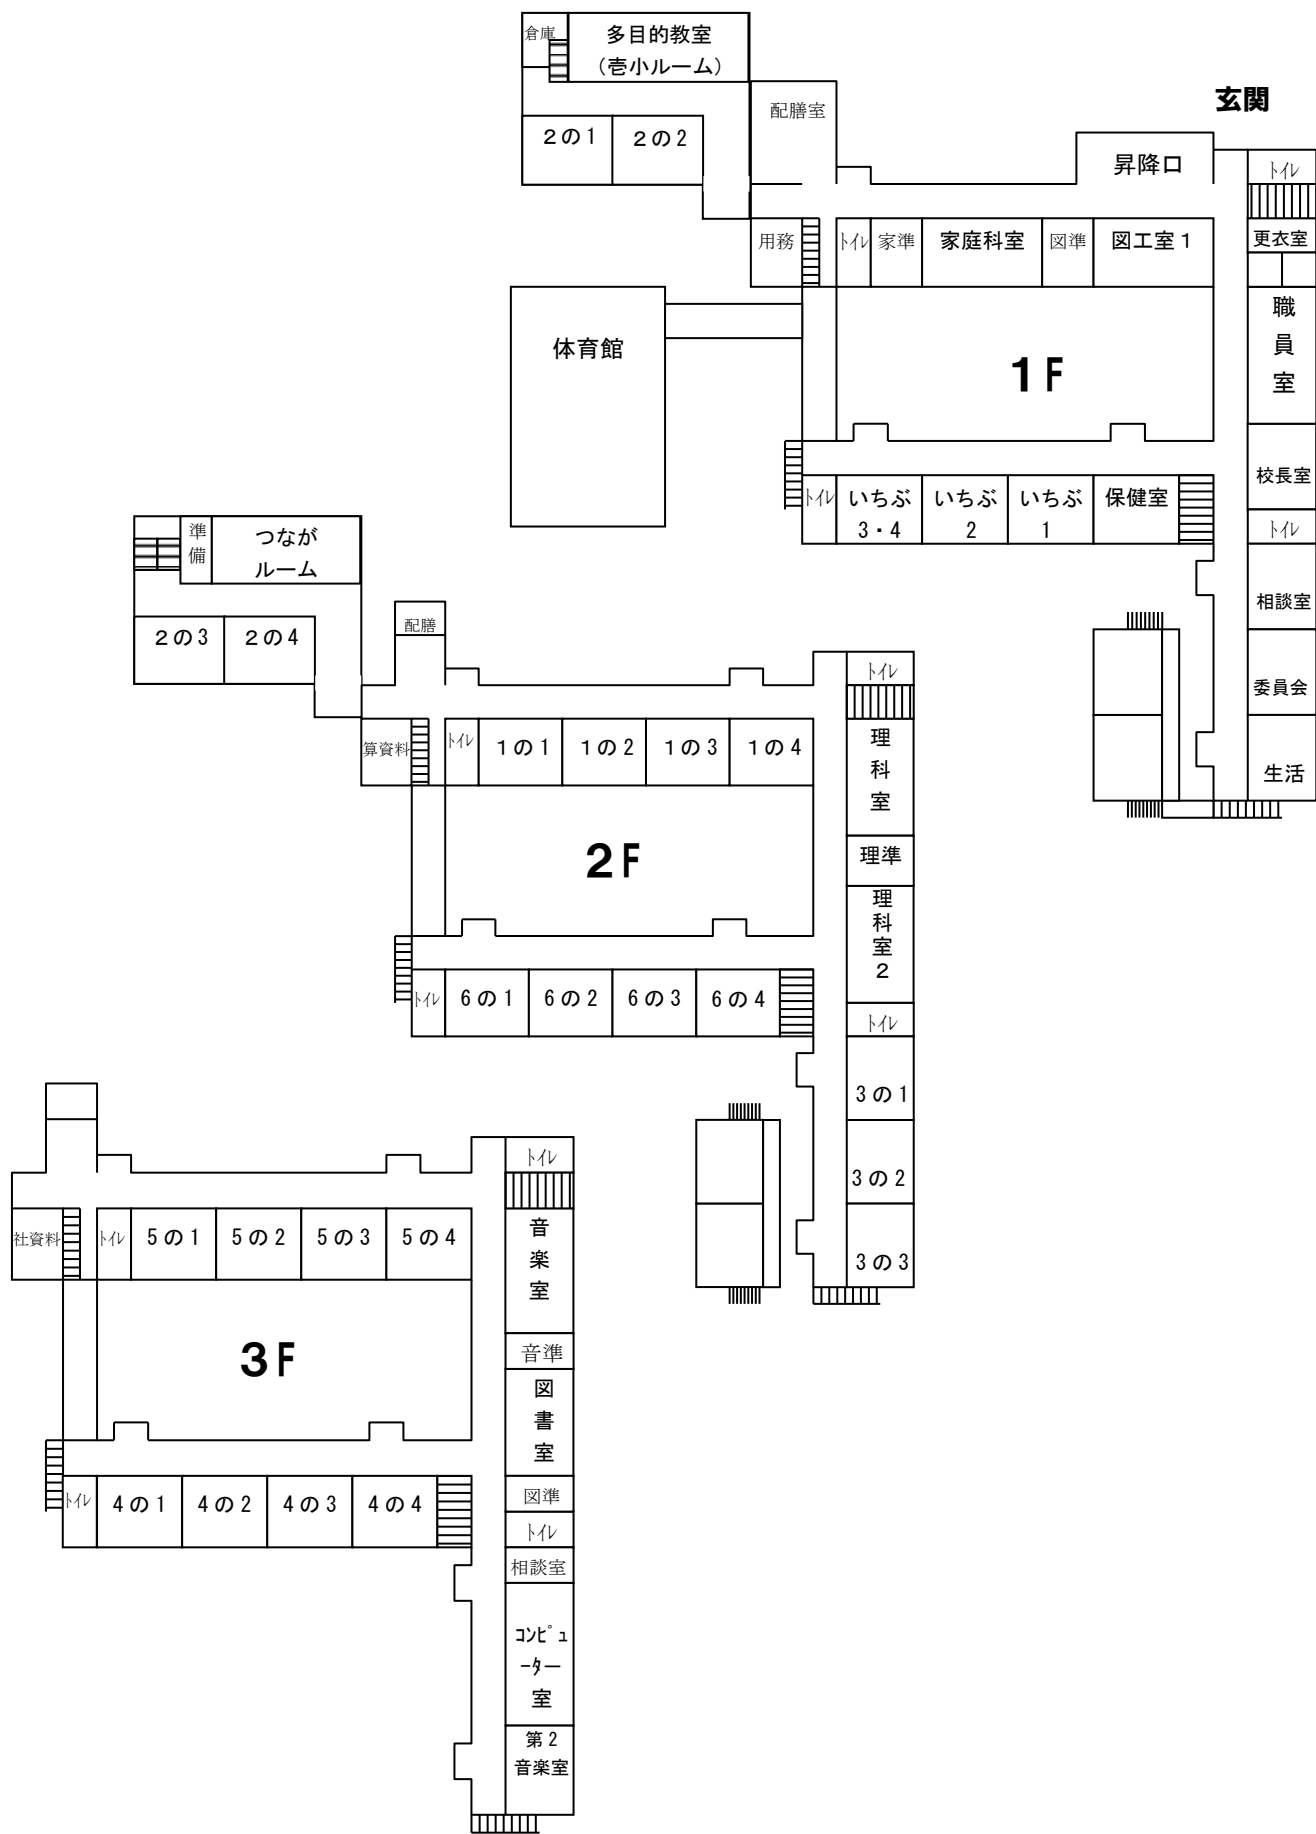 倉庫
多目的教室
（壱小ルーム）
２の１
２の２
配膳室
玄関
昇降口
トイレ
用務
トイレ
家準
家庭科室
図準
図工室１
更衣室
体育館
１Ｆ
職
員
室
校長室
トイレ
いちぶ
３・４
いちぶ
２
いちぶ
１
保健室
トイレ
相談室
委員会
生活
準
備
つなが
ルーム
２の３
２の４
配膳
トイレ
算資料
トイレ
１の１
１の２
１の３
１の４
理
科
室
２Ｆ
理準
理
科
室
２
トイレ
６の１
６の２
６の３
６の４
トイレ
３の１
３の２
３の３
トイレ
社資料
トイレ
５の１
５の２
５の３
５の４
音
楽
室
３Ｆ
音準
図
書
室
トイレ
４の１
４の２
４の３
４の４
図準
トイレ
相談室
コンピュ
ーター
室
第２
音楽室